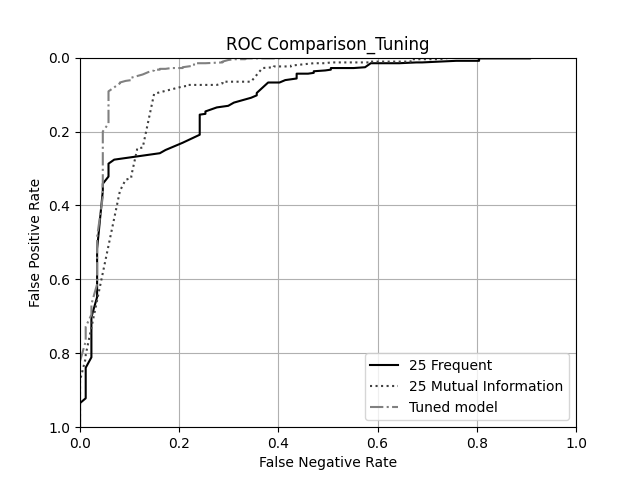 ROC Comparison_Tuning
0.0
0.2
0.4
0.6
0.8
1.0
False Positive Rate
25 Frequent
25 Mutual Information
Tuned model
0.0 0.2 0.4 0.6 0.8 1.0
False Negative Rate